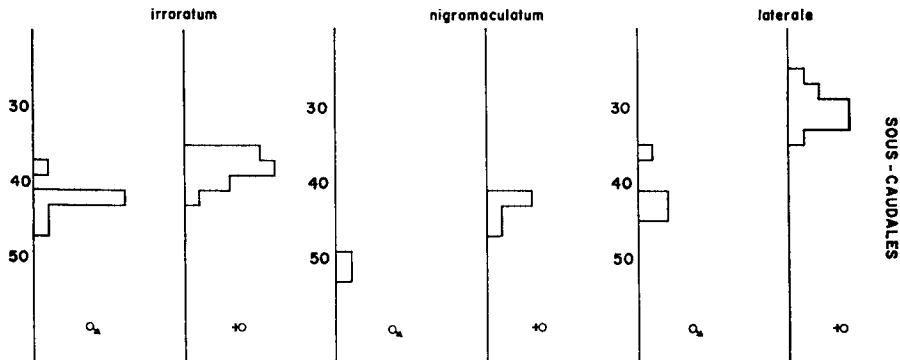 irroratum nigromaculatum laterale
30 30 30
40 40 40
50 50 50
♂ ♀ ♂ ♀ ♂ ♀
SOUS-CAUDALES